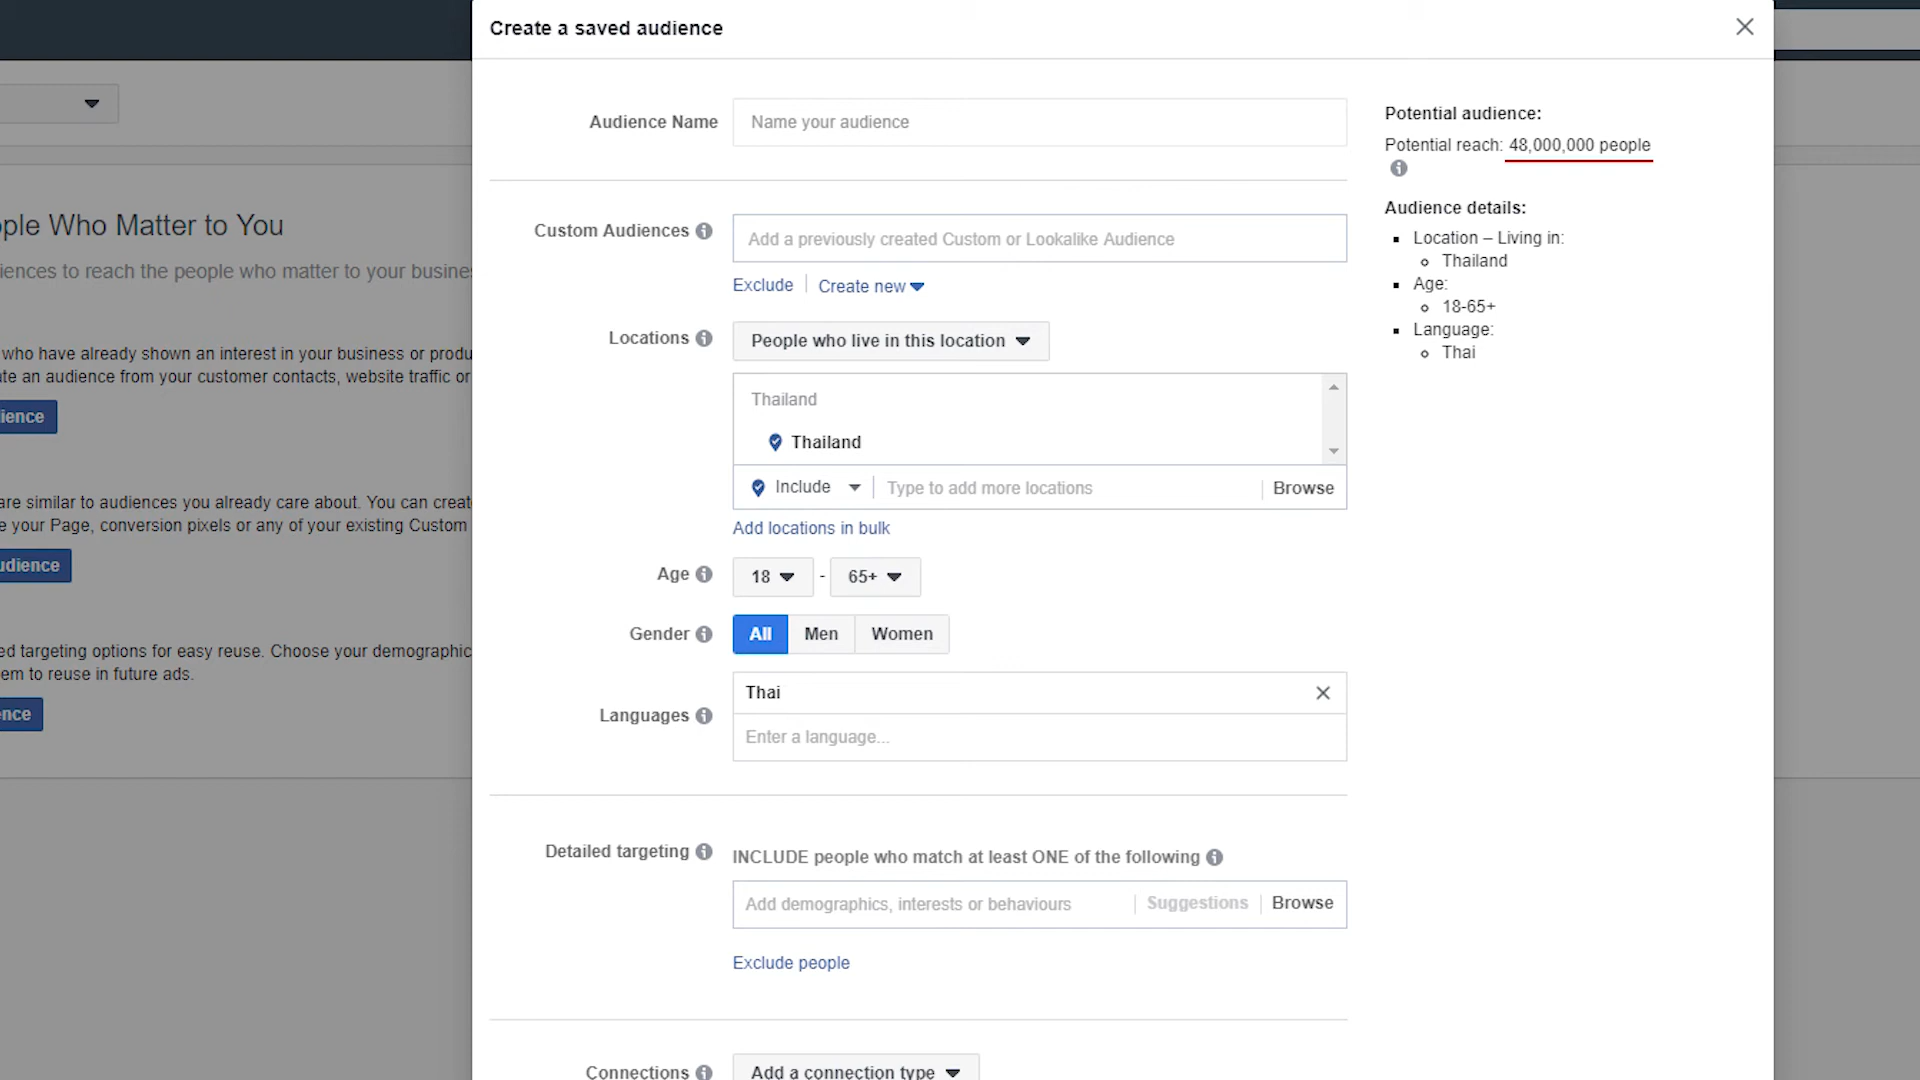 Create a saved audience
Audience Name
Name your audience
Potential audience:
Potential reach: 48,000,000 people
Custom Audiences
Add a previously created Custom or Lookalike Audience
Exclude
Create new
Audience details:
Location – Living in:
Thailand
Age:
18-65+
Language:
Thai
Locations
People who live in this location
Thailand
Thailand
Include
Type to add more locations
Browse
Add locations in bulk
Age
18
-
65+
Gender
All
Men
Women
Languages
Thai
Enter a language...
Detailed targeting
INCLUDE people who match at least ONE of the following
Add demographics, interests or behaviours
Suggestions
Browse
Exclude people
Connections
Add a connection type
ple Who Matter to You
iences to reach the people who matter to your busine
who have already shown an interest in your business or produ
te an audience from your customer contacts, website traffic or
ience
are similar to audiences you already care about. You can creat
e your Page, conversion pixels or any of your existing Custom
udience
ed targeting options for easy reuse. Choose your demographic
em to reuse in future ads.
nce